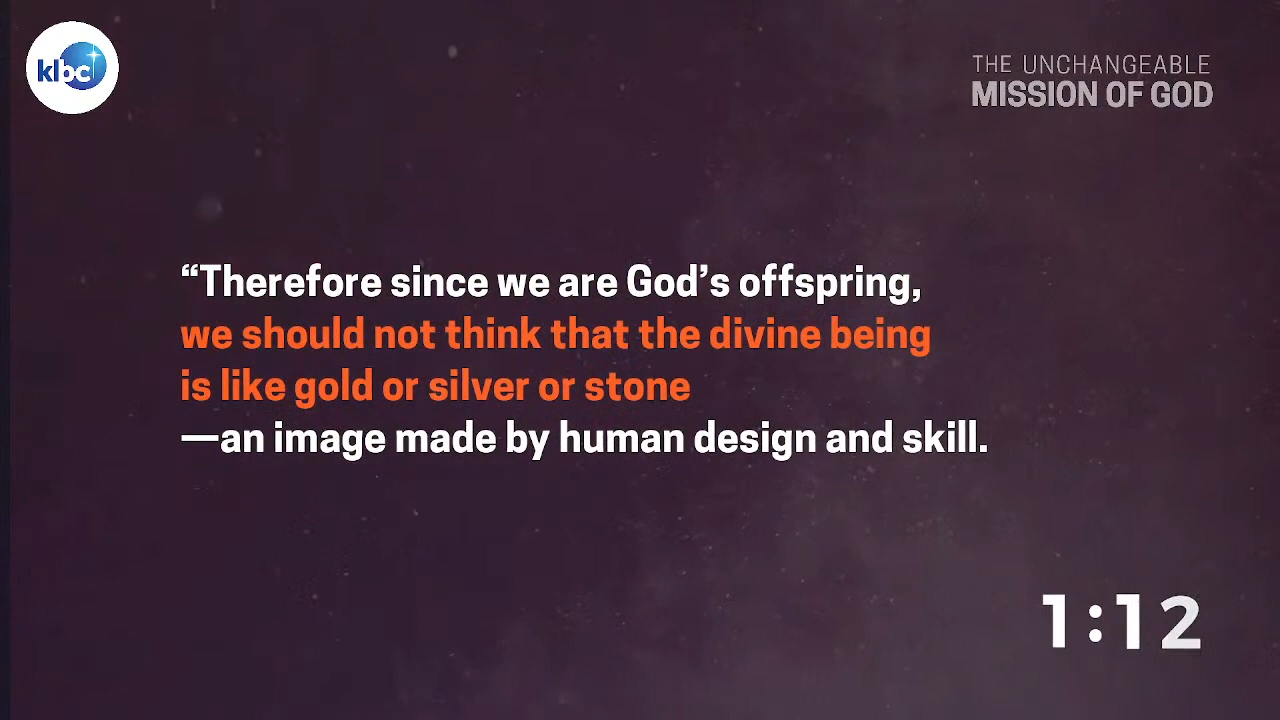 klbc
THE UNCHANGEABLE
MISSION OF GOD
“Therefore since we are God’s offspring,
we should not think that the divine being
is like gold or silver or stone
—an image made by human design and skill.
1:12